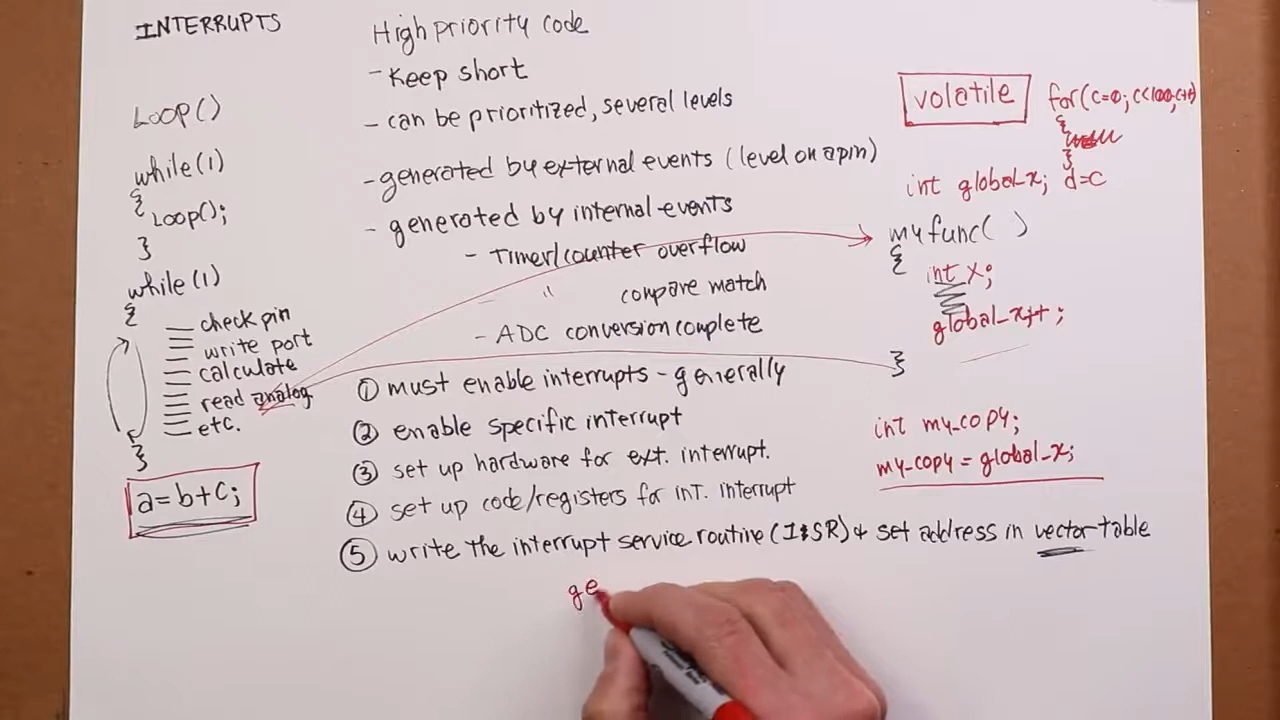 INTERRUPTS
Loop()
while(1)
{
Loop();
}
while(1)
{
check pin
write port
calculate
read analog
etc.
}
a=b+c;
High priority code
- Keep short
- can be prioritized, several levels
- generated by external events (level on a pin)
- generated by internal events
- Timer/counter overflow
- " compare match
- ADC conversion complete
① must enable interrupts - generally
② enable specific interrupt
③ set up hardware for ext. interrupt.
④ set up code/registers for int. interrupt
⑤ write the interrupt service routine (ISR) & set address in vector table
ge
volatile
for(c=0; c<100; c++)
{
}
int global_x; d=c
myfunc( )
{
int x;
global_x++;
}
int my_copy;
my_copy = global_x;